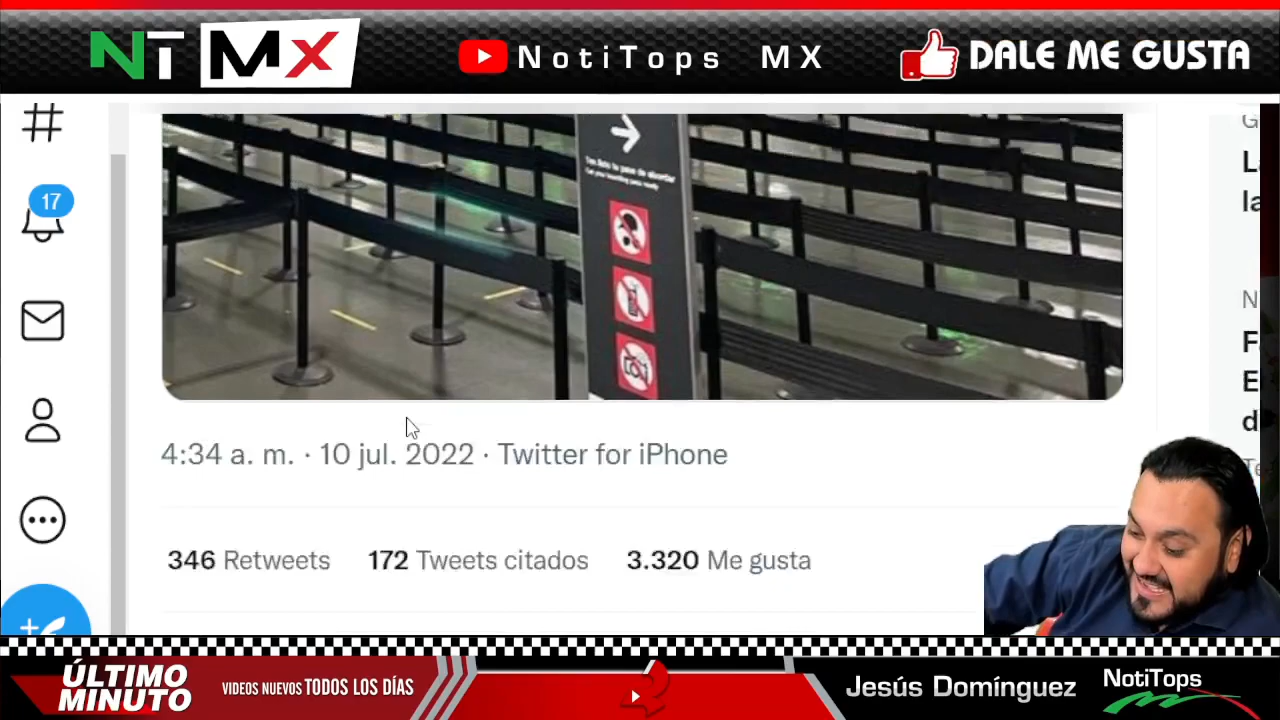 NT MX
NotiTops MX
DALE ME GUSTA
17
4:34 a. m. · 10 jul. 2022 · Twitter for iPhone
346 Retweets 172 Tweets citados 3.320 Me gusta
ÚLTIMO
MINUTO
VIDEOS NUEVOS TODOS LOS DÍAS
Jesús Domínguez
NotiTops